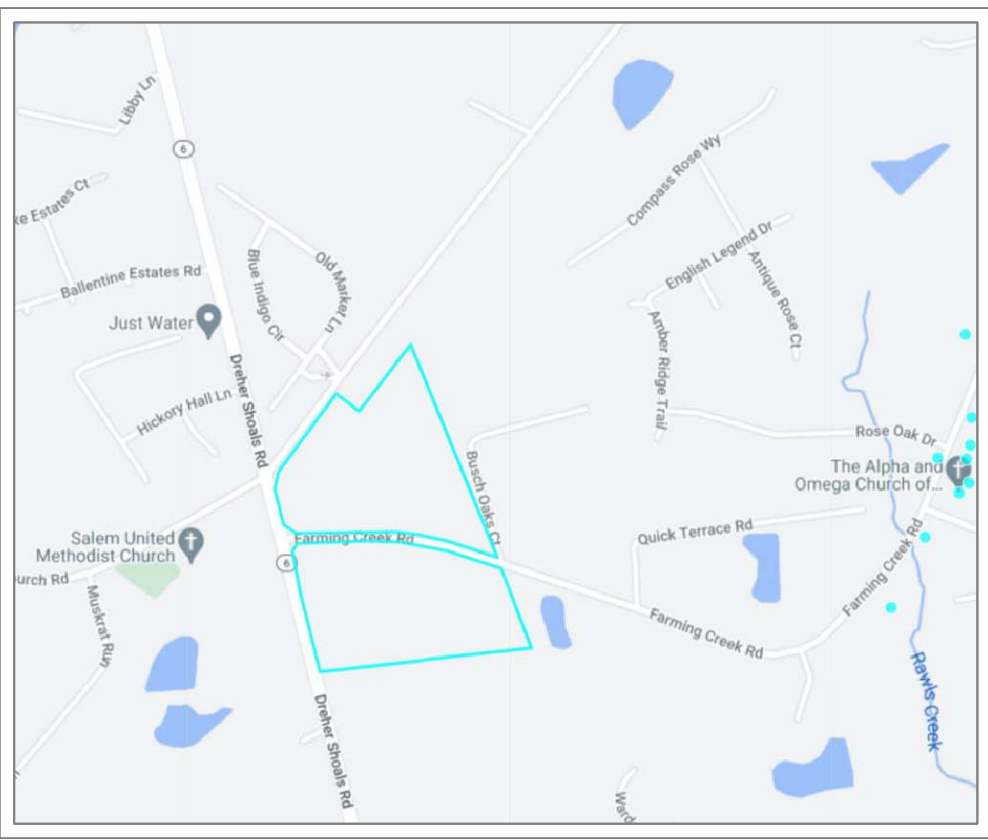 Libby Ln
6
Compass Rose Wy
re Estates Ct
English Legend Dr
Old Market Ln
Blue Indigo Cir
Antique Rose Ct
Ballentine Estates Rd
Just Water
Amber Ridge Trail
Dreher Shoals Rd
Hickory Hall Ln
Rose Oak Dr
Busch Oaks Ct
The Alpha and
Omega Church of...
Quick Terrace Rd
Salem United
Methodist Church
Farming Creek Rd
6
Farming Creek Rd
urch Rd
Muskrat Run
Farming Creek Rd
Rawls Creek
Dreher Shoals Rd
Ward